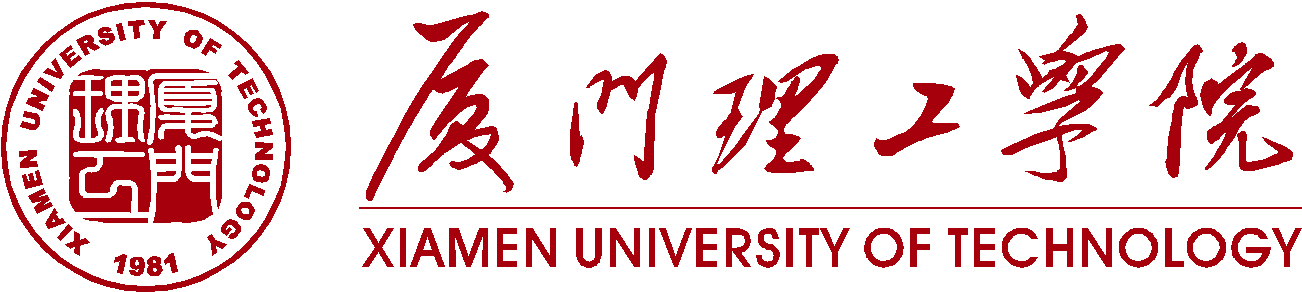 XIAMEN UNIVERSITY OF TECHNOLOGY
厦門
理工
1981
厦門理工學院
XIAMEN UNIVERSITY OF TECHNOLOGY